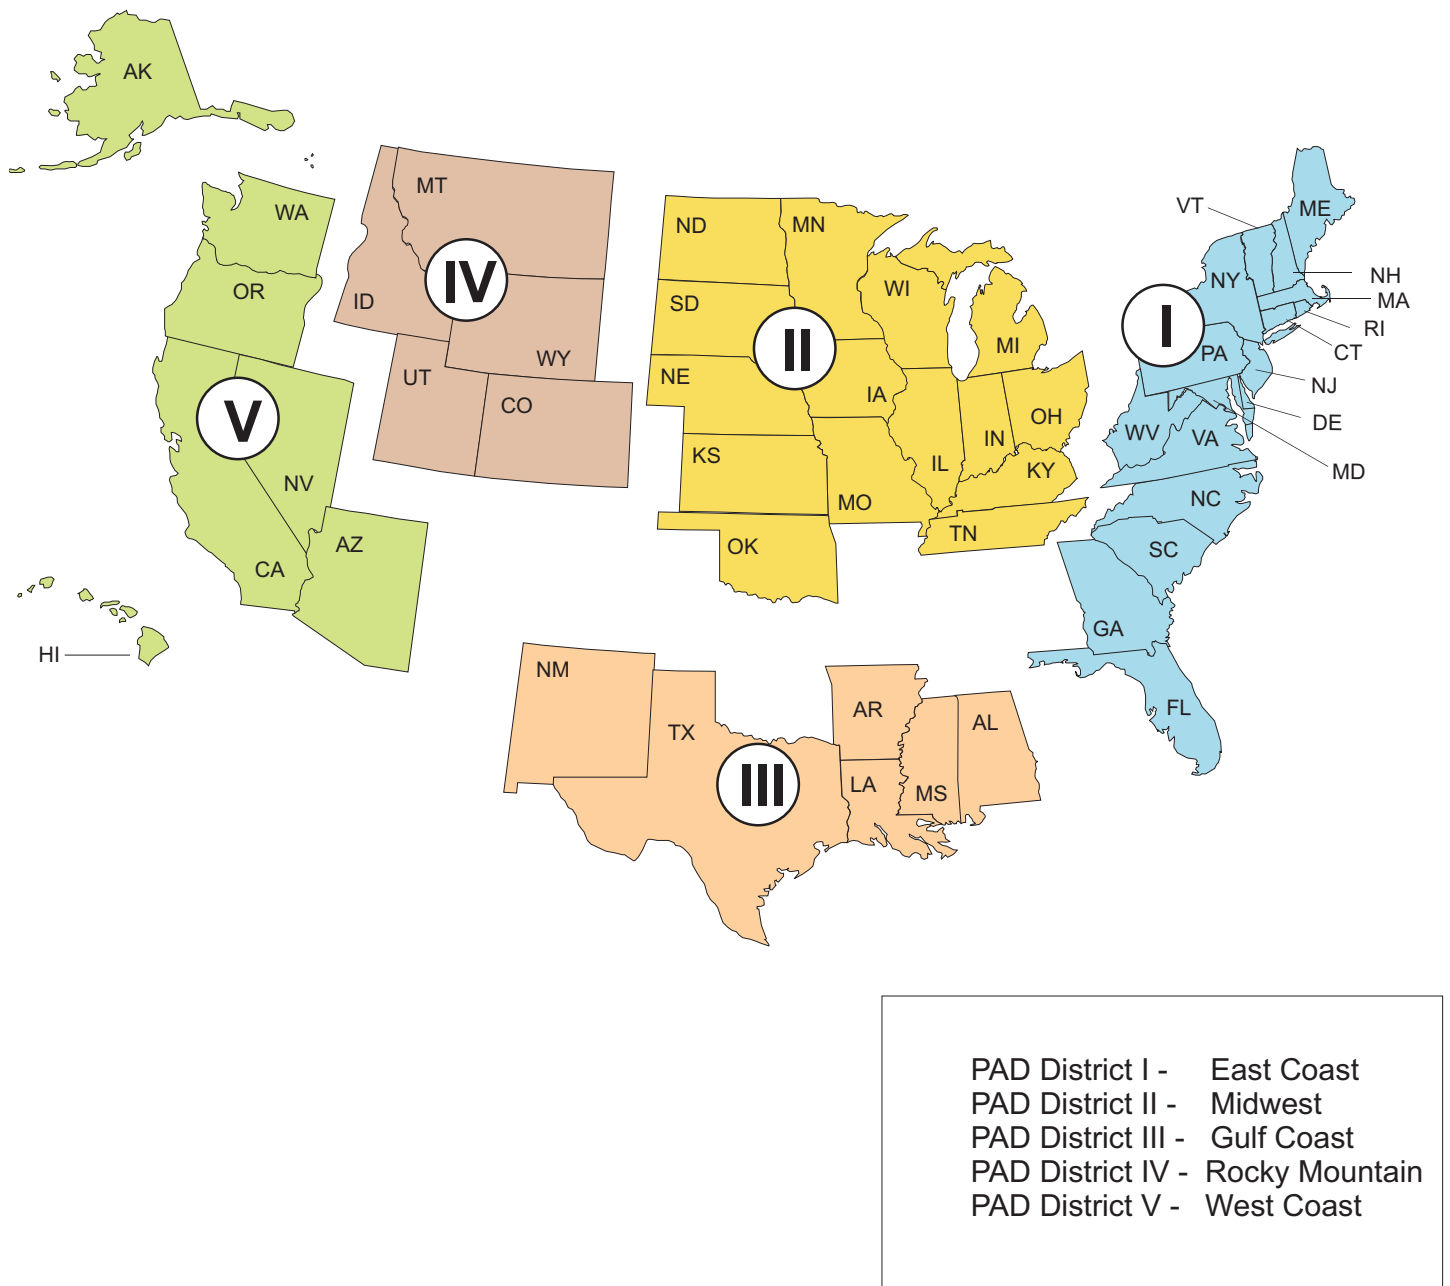 AK
WA
MT
ND
MN
VT
ME
OR
ID
IV
SD
WI
NY
NH
MA
RI
CT
I
II
MI
WY
UT
NE
PA
NJ
CO
IA
V
OH
DE
WV
VA
IN
IL
KY
MD
KS
NV
MO
NC
AZ
OK
TN
SC
CA
GA
HI
NM
TX
AR
AL
FL
III
LA
MS
PAD District I - East Coast
PAD District II - Midwest
PAD District III - Gulf Coast
PAD District IV - Rocky Mountain
PAD District V - West Coast